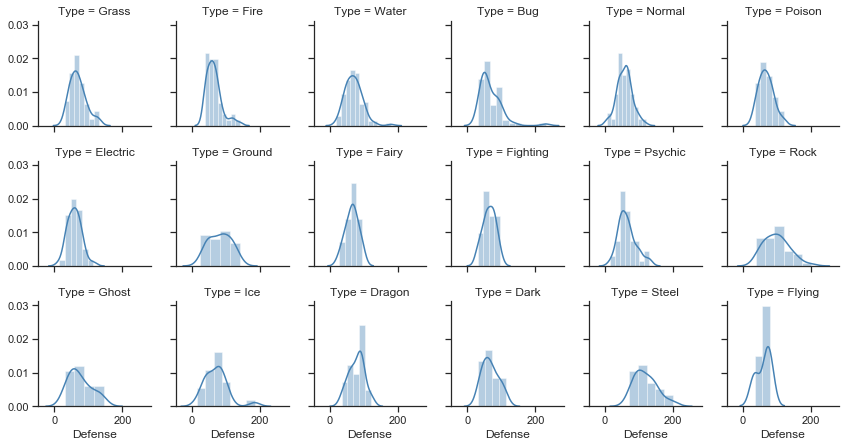 Type = Grass Type = Fire Type = Water Type = Bug Type = Normal Type = Poison
0.03
0.02
0.01
0.00
Type = Electric Type = Ground Type = Fairy Type = Fighting Type = Psychic Type = Rock
0.03
0.02
0.01
0.00
Type = Ghost Type = Ice Type = Dragon Type = Dark Type = Steel Type = Flying
0.03
0.02
0.01
0.00
0 200 0 200 0 200 0 200 0 200 0 200
Defense Defense Defense Defense Defense Defense